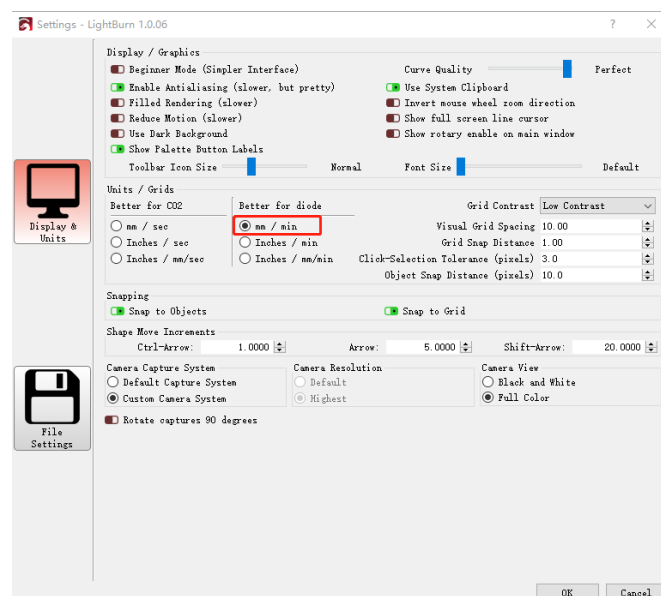 Settings - LightBurn 1.0.06
Display / Graphics
Beginner Mode (Simpler Interface)
Curve Quality Perfect
Enable Antialiasing (slower, but pretty)
Use System Clipboard
Filled Rendering (slower)
Invert mouse wheel zoom direction
Reduce Motion (slower)
Show full screen line cursor
Use Dark Background
Show rotary enable on main window
Show Palette Button Labels
Toolbar Icon Size Normal
Font Size Default
Units / Grids
Better for CO2
Better for diode
Grid Contrast Low Contrast
mm / sec
mm / min
Visual Grid Spacing 10.00
Inches / sec
Inches / min
Grid Snap Distance 1.00
Inches / mm/sec
Inches / mm/min
Click-Selection Tolerance (pixels) 3.0
Object Snap Distance (pixels) 10.0
Display &
Units
Snapping
Snap to Objects
Snap to Grid
Shape Move Increments
Ctrl-Arrow: 1.0000
Arrow: 5.0000
Shift-Arrow: 20.0000
Camera Capture System
Camera Resolution
Camera View
Default Capture System
Default
Black and White
Custom Camera System
Highest
Full Color
Rotate captures 90 degrees
File
Settings
OK
Cancel